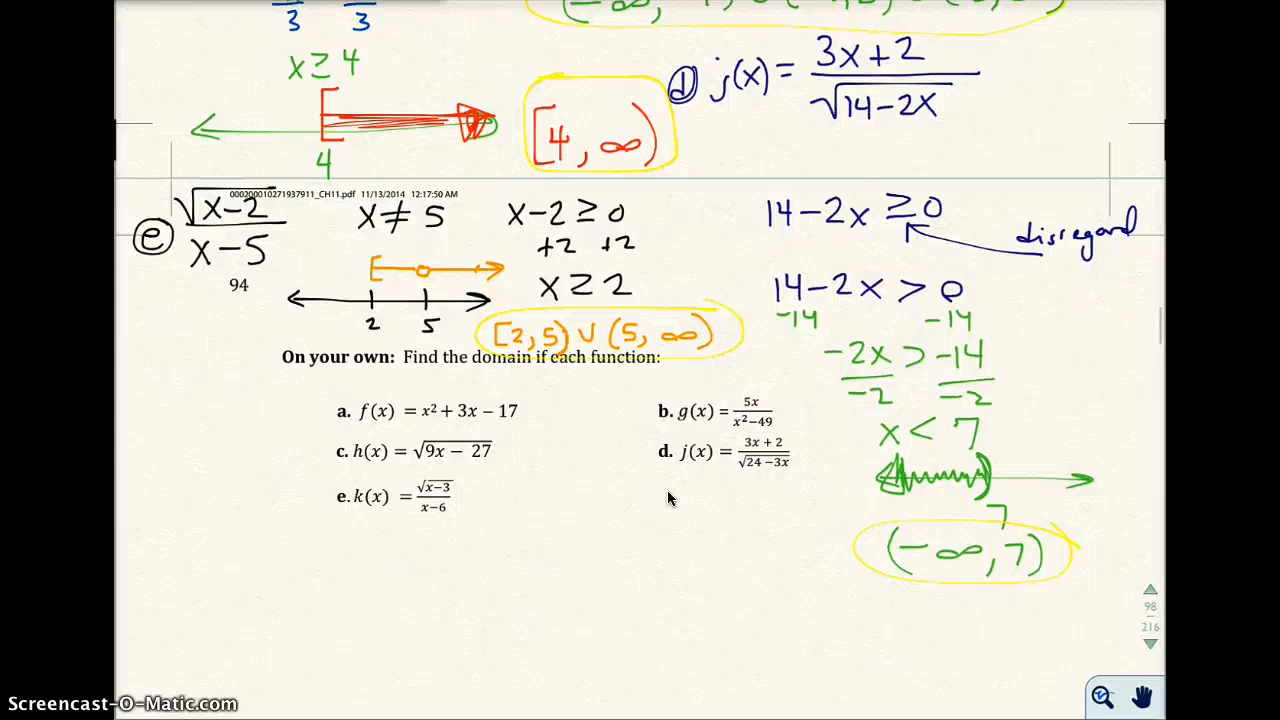 3 3
x ≥ 4
4
[4, ∞)
ⓓ j(x) = 3x+2 / √14-2x
000200010271937911_CH11.pdf 11/13/2014 12:17:50 AM
ⓔ √x-2 / x-5
x ≠ 5
x-2 ≥ 0
+2 +2
x ≥ 2
2 5
[2,5) ∪ (5, ∞)
94
14-2x ≥ 0
disregard
14-2x > 0
-14 -14
-2x > -14
-2 -2
x < 7
7
(-∞, 7)
On your own: Find the domain if each function:
a. f(x) = x² + 3x − 17
b. g(x) = 5x / x²−49
c. h(x) = √9x − 27
d. j(x) = 3x + 2 / √24 −3x
e. k(x) = √x−3 / x−6
98
216
Screencast-O-Matic.com